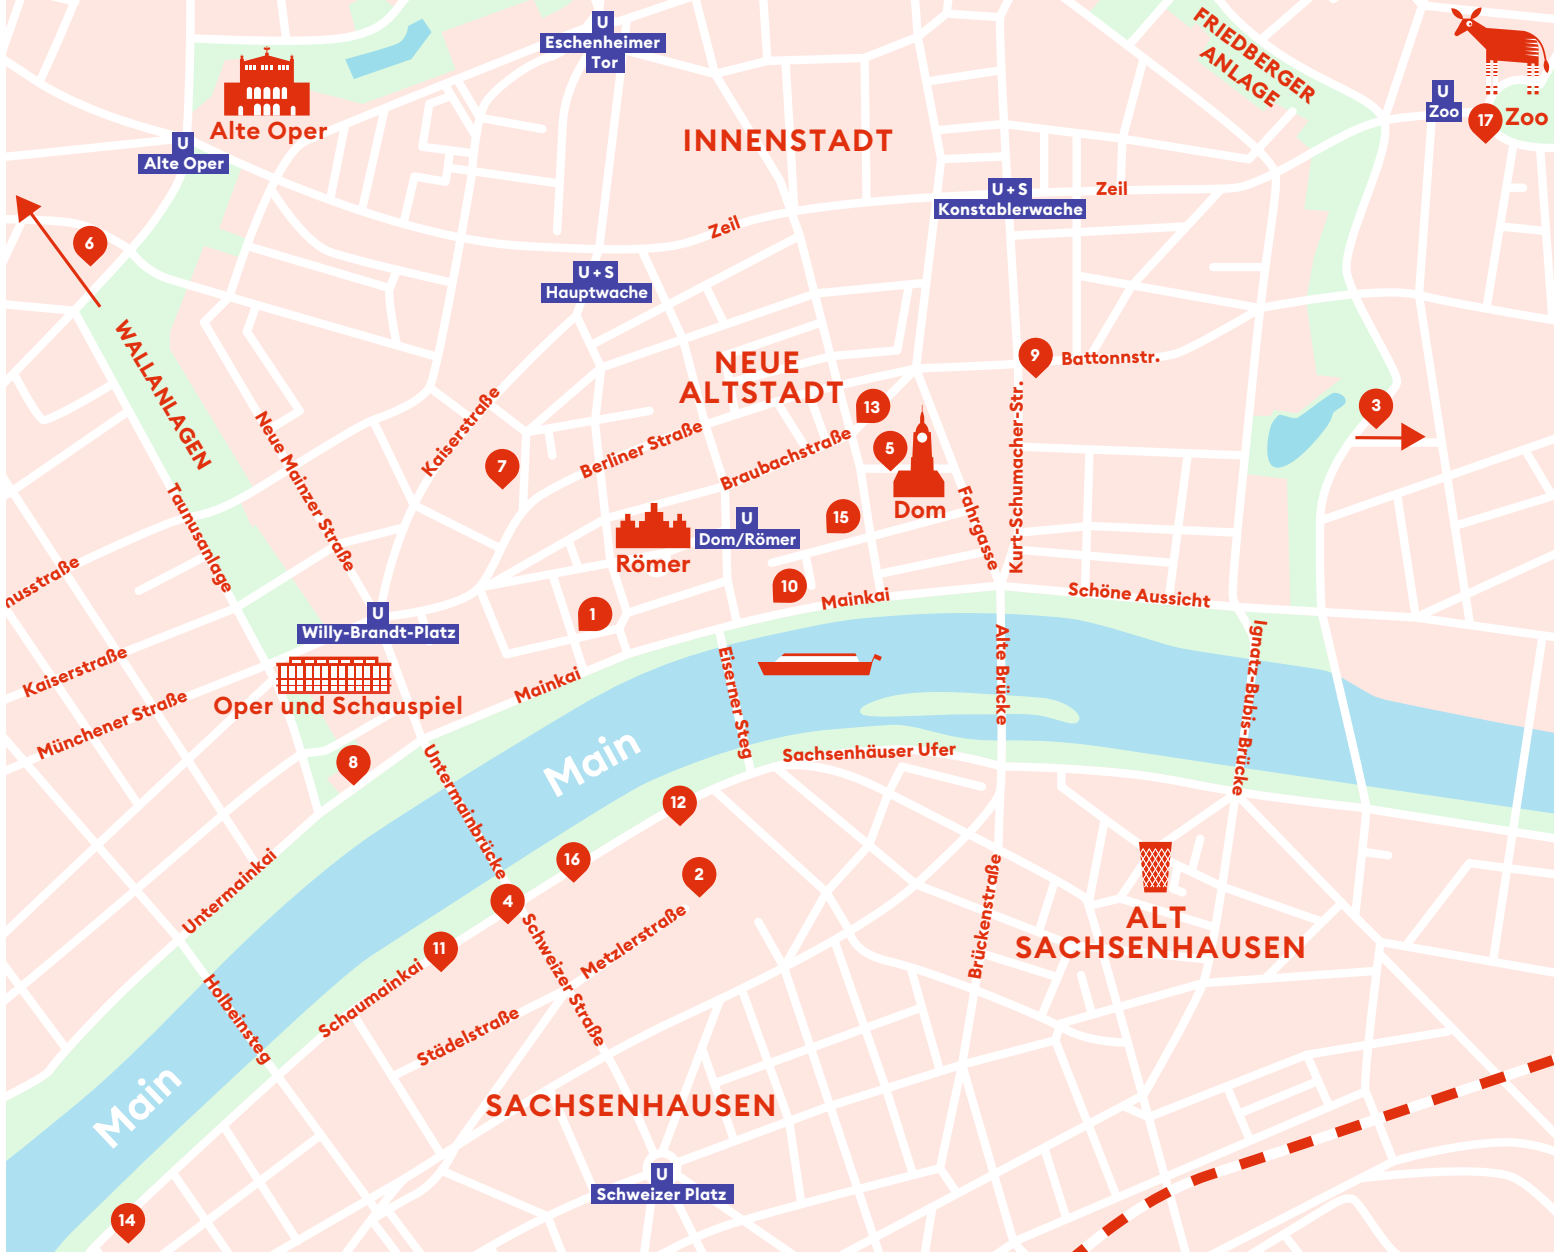 U
Eschenheimer
Tor
FRIEDBERGER
ANLAGE
U
Zoo
17
Zoo
Alte Oper
U
Alte Oper
INNENSTADT
U+S
Konstablerwache
Zeil
Zeil
6
U+S
Hauptwache
WALLANLAGEN
NEUE
ALTSTADT
9
Battonnstr.
13
3
5
Kaiserstraße
Neue Mainzer Straße
7
Berliner Straße
Braubachstraße
Kurt-Schumacher-Str.
Fahrgasse
Dom
15
U
Dom/Römer
Römer
Taunusanlage
nusstraße
10
1
Mainkai
Schöne Aussicht
U
Willy-Brandt-Platz
Kaiserstraße
Münchener Straße
Oper und Schauspiel
Mainkai
Eiserner Steg
Alte Brücke
Ignatz-Bubis-Brücke
Main
8
Sachsenhäuser Ufer
Untermainbrücke
12
16
2
4
Untermainkai
11
Schweizer Straße
Metzlerstraße
Brückenstraße
ALT
SACHSENHAUSEN
Holbeinsteg
Schaumainkai
Städelstraße
Main
SACHSENHAUSEN
U
Schweizer Platz
14